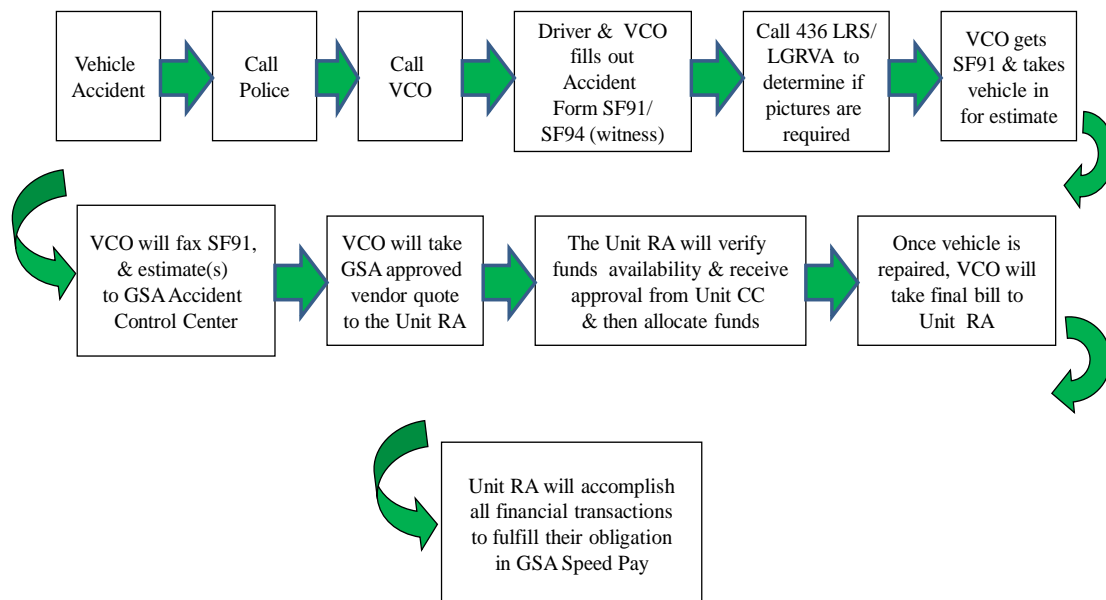 Vehicle
Accident
Call
Police
Call
VCO
Driver & VCO
fills out
Accident
Form SF91/
SF94 (witness)
Call 436 LRS/
LGRVA to
determine if
pictures are
required
VCO gets
SF91 & takes
vehicle in
for estimate
VCO will fax SF91,
& estimate(s)
to GSA Accident
Control Center
VCO will take
GSA approved
vendor quote
to the Unit RA
The Unit RA will verify
funds availability & receive
approval from Unit CC
& then allocate funds
Once vehicle is
repaired, VCO will
take final bill to
Unit RA
Unit RA will accomplish
all financial transactions
to fulfill their obligation
in GSA Speed Pay